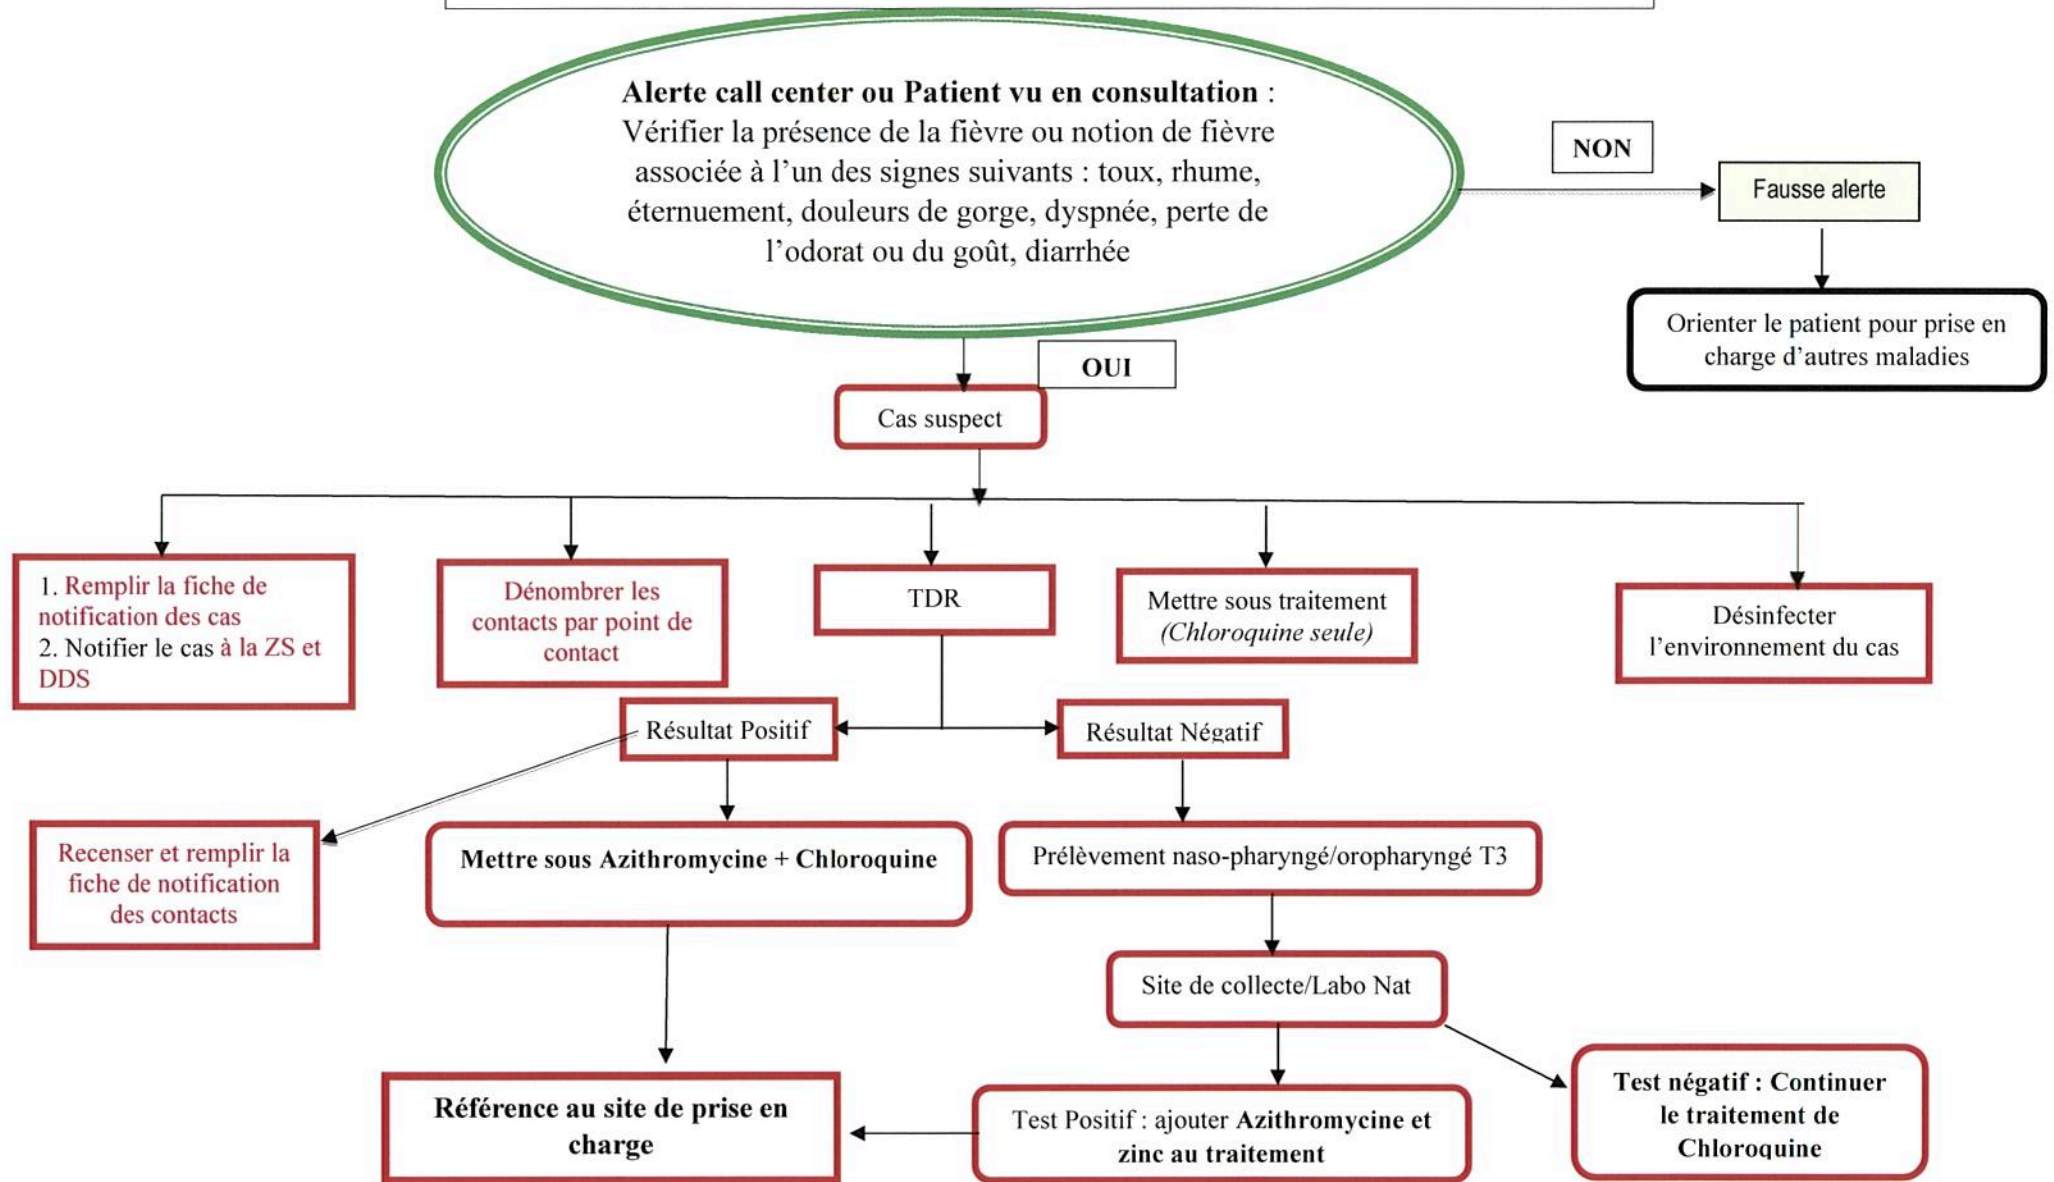 Alerte call center ou Patient vu en consultation :
Vérifier la présence de la fièvre ou notion de fièvre
associée à l'un des signes suivants : toux, rhume,
éternuement, douleurs de gorge, dyspnée, perte de
l'odorat ou du goût, diarrhée
NON
Fausse alerte
Orienter le patient pour prise en
charge d'autres maladies
OUI
Cas suspect
1. Remplir la fiche de
notification des cas
2. Notifier le cas à la ZS et
DDS
Dénombrer les
contacts par point de
contact
TDR
Mettre sous traitement
(Chloroquine seule)
Désinfecter
l'environnement du cas
Résultat Positif
Résultat Négatif
Recenser et remplir la
fiche de notification
des contacts
Mettre sous Azithromycine + Chloroquine
Prélèvement naso-pharyngé/oropharyngé T3
Site de collecte/Labo Nat
Référence au site de prise en
charge
Test Positif : ajouter Azithromycine et
zinc au traitement
Test négatif : Continuer
le traitement de
Chloroquine